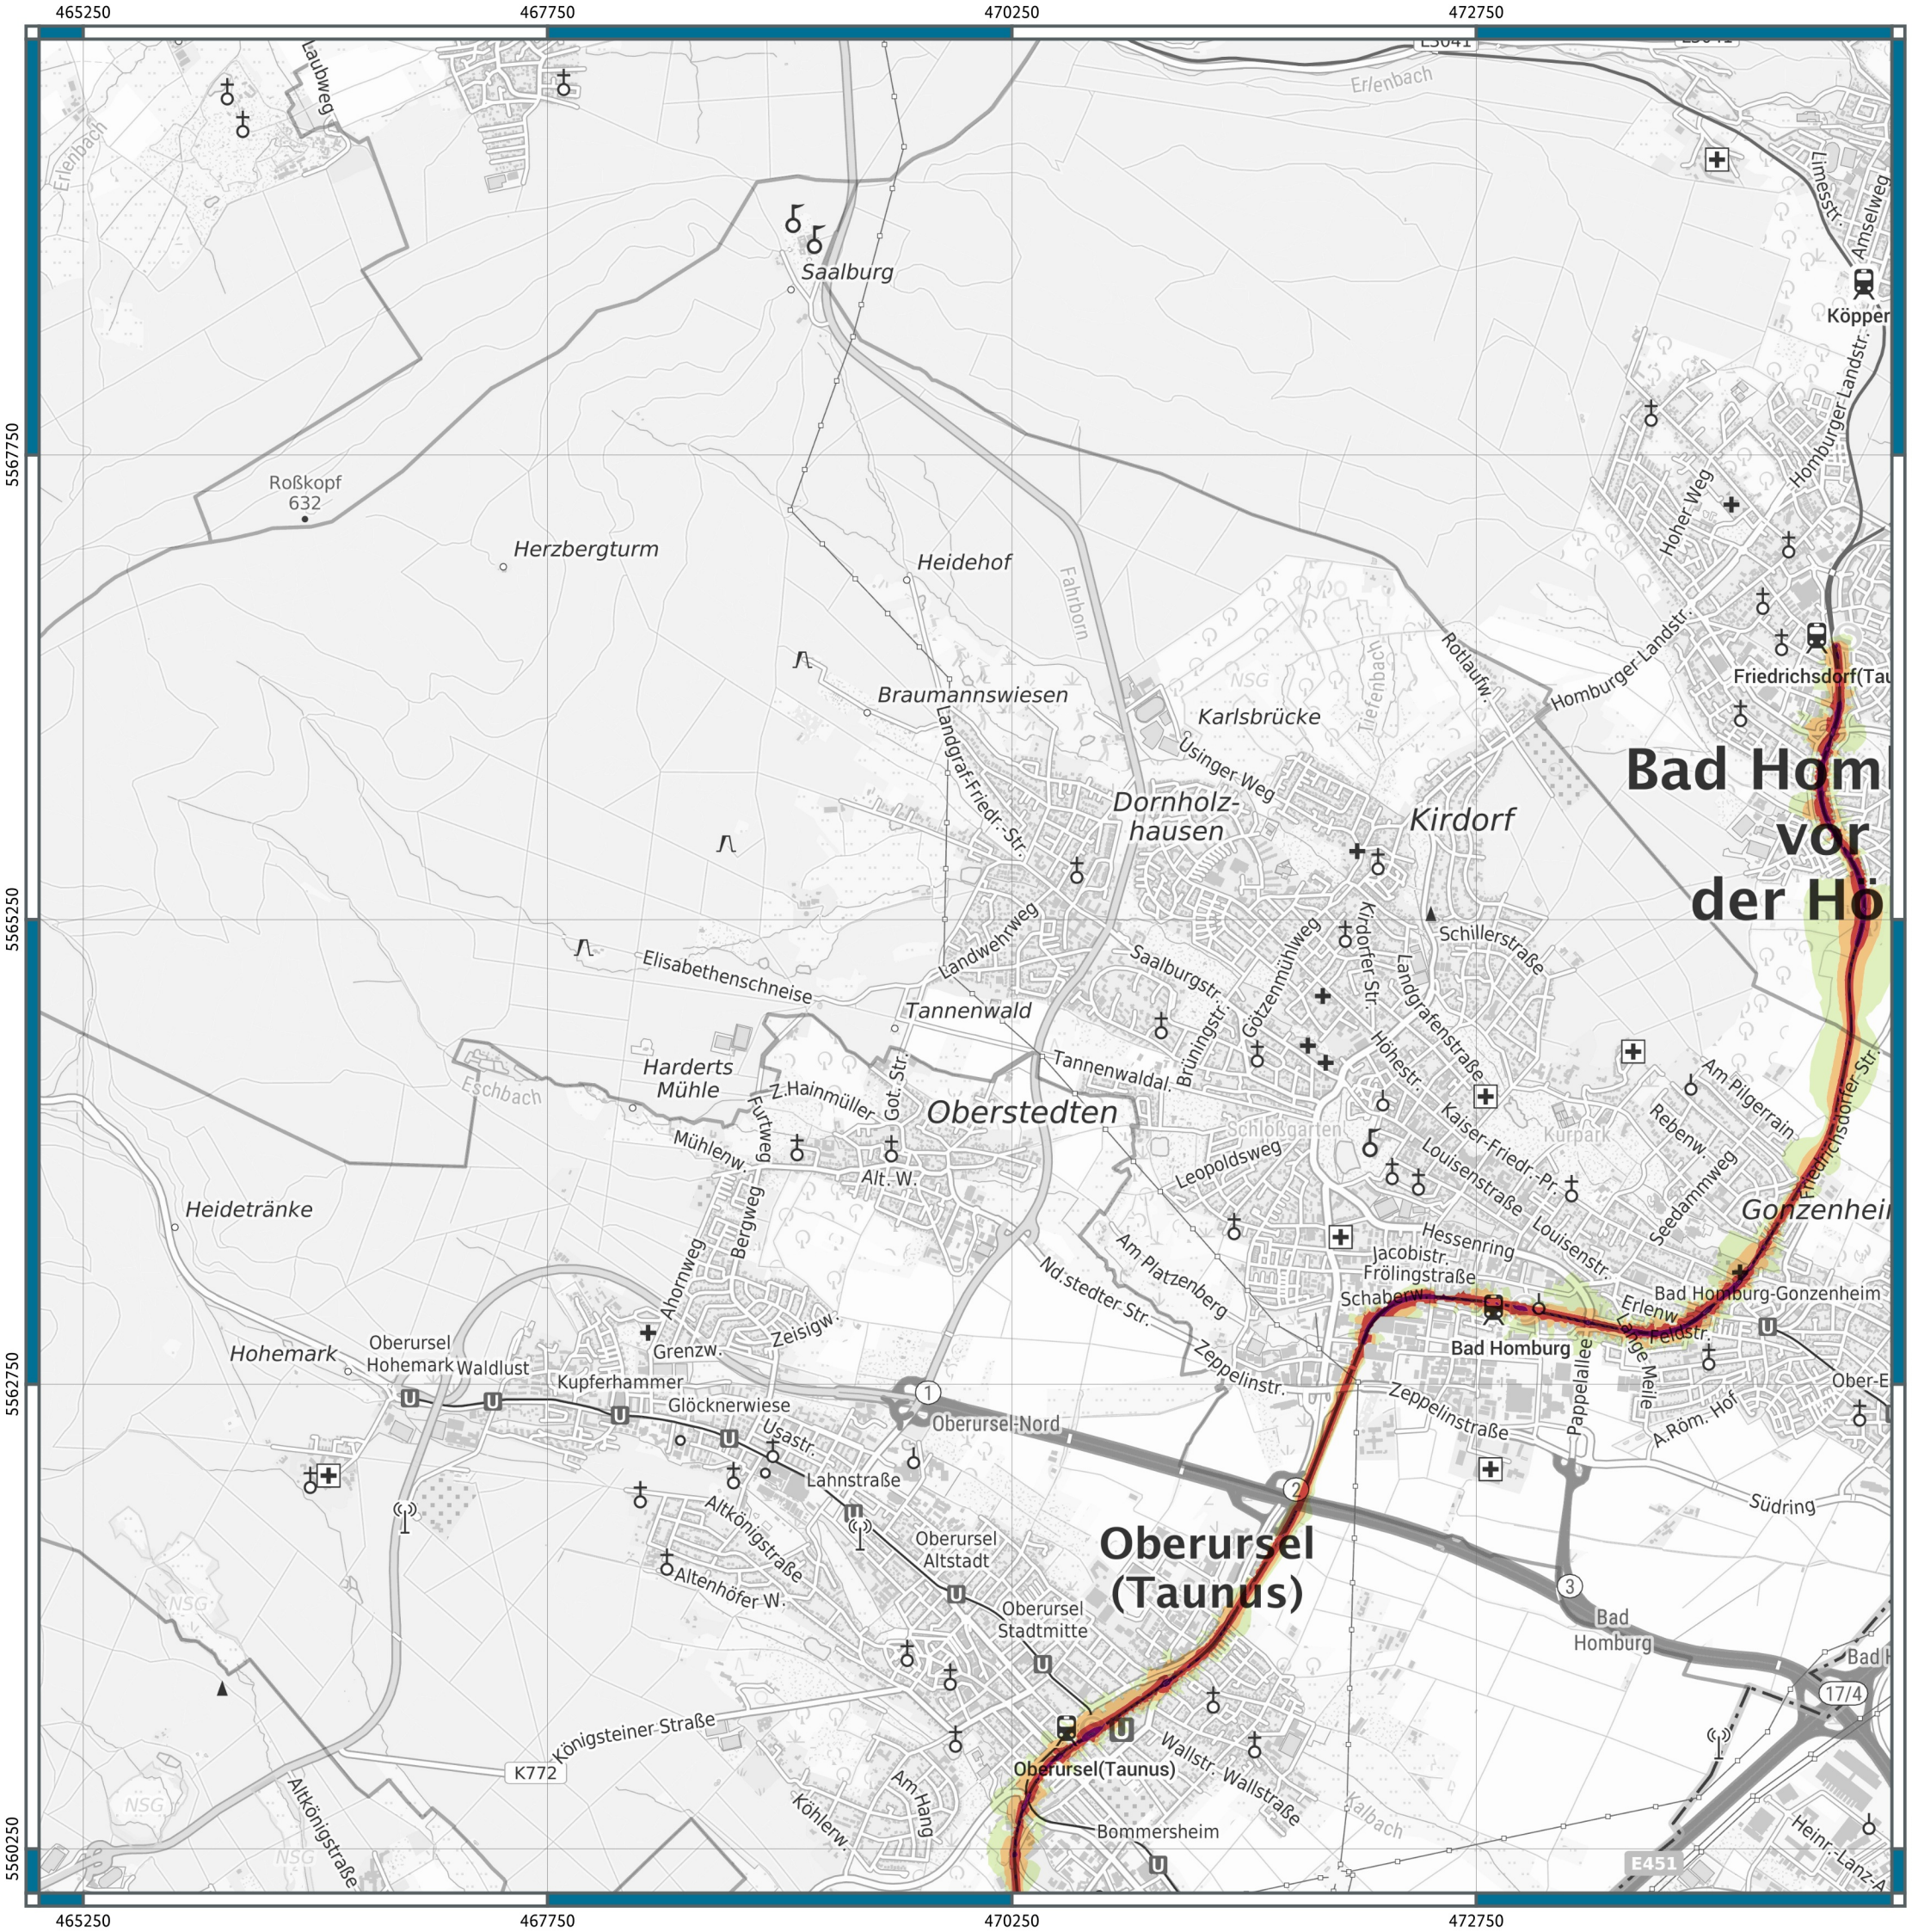 465250
467750
470250
472750
L3041
Erlenbach
Laubweg
Erlenbach
Limesstr.
Amselweg
Saalburg
Köpper
Homburger Landstr.
5567750
Roßkopf
632
Herzbergturm
Heidehof
Hoher Weg
Fahrborn
Homburger Landstr.
Rotlaufw.
Tiefenbach
NSG
Friedrichsdorf(Tau
Braumannswiesen
Karlsbrücke
Landgraf-Friedr.-Str.
Usinger Weg
Bad Hom
vor
der Hö
Dornholz-
hausen
Kirdorf
5565250
Landwehrweg
Elisabethenschneise
Saalburgstr.
Götzenmühlweg
Kirdorfer Str.
Landgrafenstraße
Schillerstraße
Tannenwald
Brüningstr.
Höhestr.
Tannenwaldal.
Harderts
Mühle
Eschbach
Z.Hainmüller
Got.Str.
Furtweg
Oberstedten
Am Pilgerrain
Friedrichsdorfer Str.
Rebenw.
Schloßgarten
Kaiser-Friedr.-Pr.
Kurpark
Mühlenw.
Alt. W.
Leopoldsweg
Louisenstraße
Seedammweg
Heidetränke
Bergweg
Gonzenheir
Ahornweg
Am Platzenberg
Hessenring
Louisenstr.
Jacobistr.
Frölingstraße
Schaberw.
Nd.stedter Str.
Bad Homburg-Gonzenheim
Erlenw.
Feldstr.
Zeisigw.
Grenzw.
Oberursel
Hohemark
Hohemark
Waldlust
Kupferhammer
Zeppelinstr.
Bad Homburg
Lange Meile
Pappelallee
5562750
Ober-E
Zeppelinstraße
A.Röm. Hof
Glöcknerwiese
U
U
U
U
U
1
Oberursel-Nord
Usastr.
Lahnstraße
2
Südring
U
Altkönigstraße
Oberursel
Altstadt
Oberursel
(Taunus)
Altenhöfer W.
U
3
Oberursel
Stadtmitte
Bad
Homburg
NSG
U
Bad H
17/4
Königsteiner Straße
U
K772
Oberursel(Taunus)
Wallstr.
Wallstraße
Am Hang
Köhlerw.
Altkönigstraße
NSG
Kalbach
Bommersheim
Heinr.-Lanz-A
5560250
NSG
U
E451
465250
467750
470250
472750